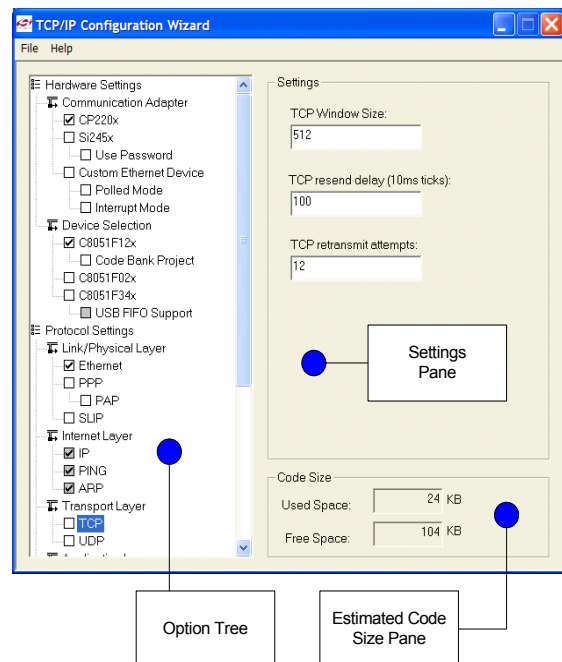 TCP/IP Configuration Wizard
File Help
Hardware Settings
Communication Adapter
CP220x
Si245x
Use Password
Custom Ethernet Device
Polled Mode
Interrupt Mode
Device Selection
C8051F12x
Code Bank Project
C8051F02x
C8051F34x
USB FIFO Support
Protocol Settings
Link/Physical Layer
Ethernet
PPP
PAP
SLIP
Internet Layer
IP
PING
ARP
Transport Layer
TCP
UDP
Settings
TCP Window Size:
512
TCP resend delay (10ms ticks):
100
TCP retransmit attempts:
12
Settings
Pane
Code Size
Used Space: 24 KB
Free Space: 104 KB
Option Tree
Estimated Code
Size Pane